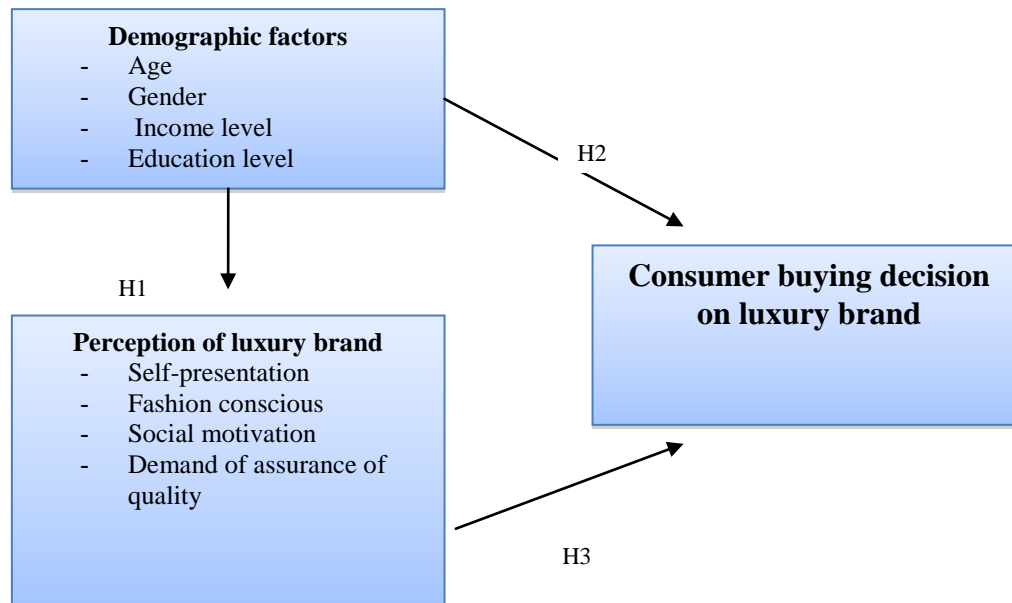 Demographic factors
- Age
- Gender
- Income level
- Education level
H2
Consumer buying decision
on luxury brand
H1
Perception of luxury brand
- Self-presentation
- Fashion conscious
- Social motivation
- Demand of assurance of
quality
H3